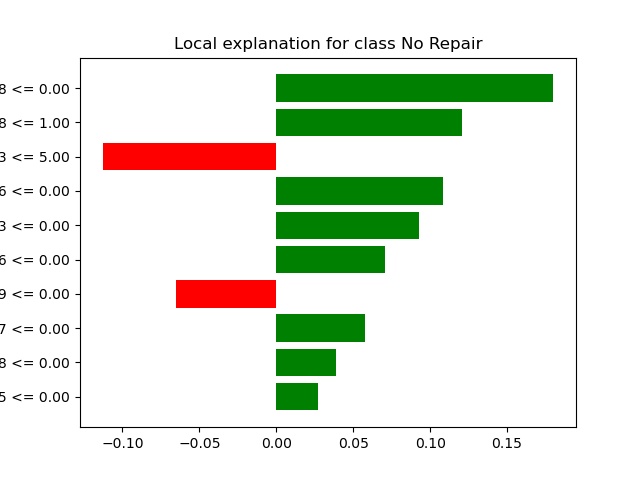 Local explanation for class No Repair
8 <= 0.00
8 <= 1.00
3 <= 5.00
6 <= 0.00
3 <= 0.00
6 <= 0.00
9 <= 0.00
7 <= 0.00
8 <= 0.00
5 <= 0.00
−0.10 −0.05 0.00 0.05 0.10 0.15